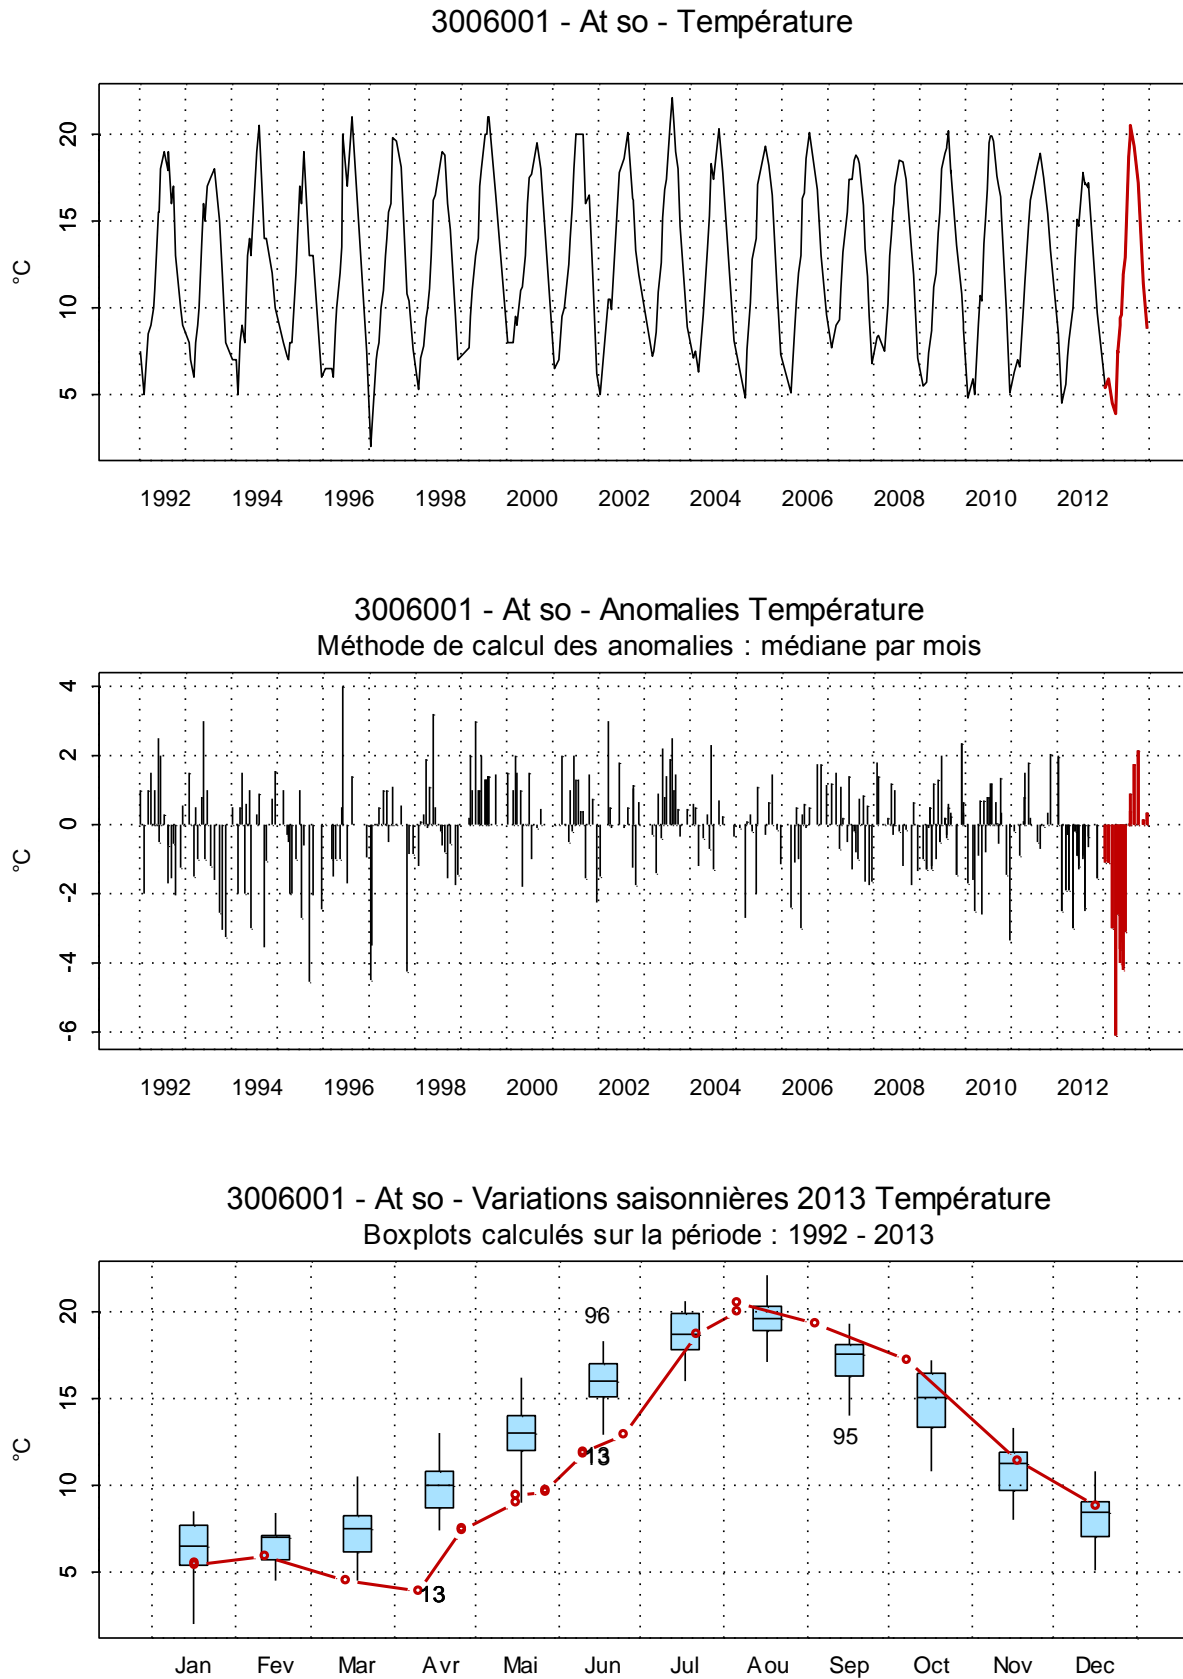 3006001 - At so - Température
20
15
10
5
°C
1992 1994 1996 1998 2000 2002 2004 2006 2008 2010 2012
3006001 - At so - Anomalies Température
Méthode de calcul des anomalies : médiane par mois
4
2
0
-2
-4
-6
°C
1992 1994 1996 1998 2000 2002 2004 2006 2008 2010 2012
3006001 - At so - Variations saisonnières 2013 Température
Boxplots calculés sur la période : 1992 - 2013
20
15
10
5
°C
96
13
95
13
Jan Fev Mar Avr Mai Jun Jul Aou Sep Oct Nov Dec